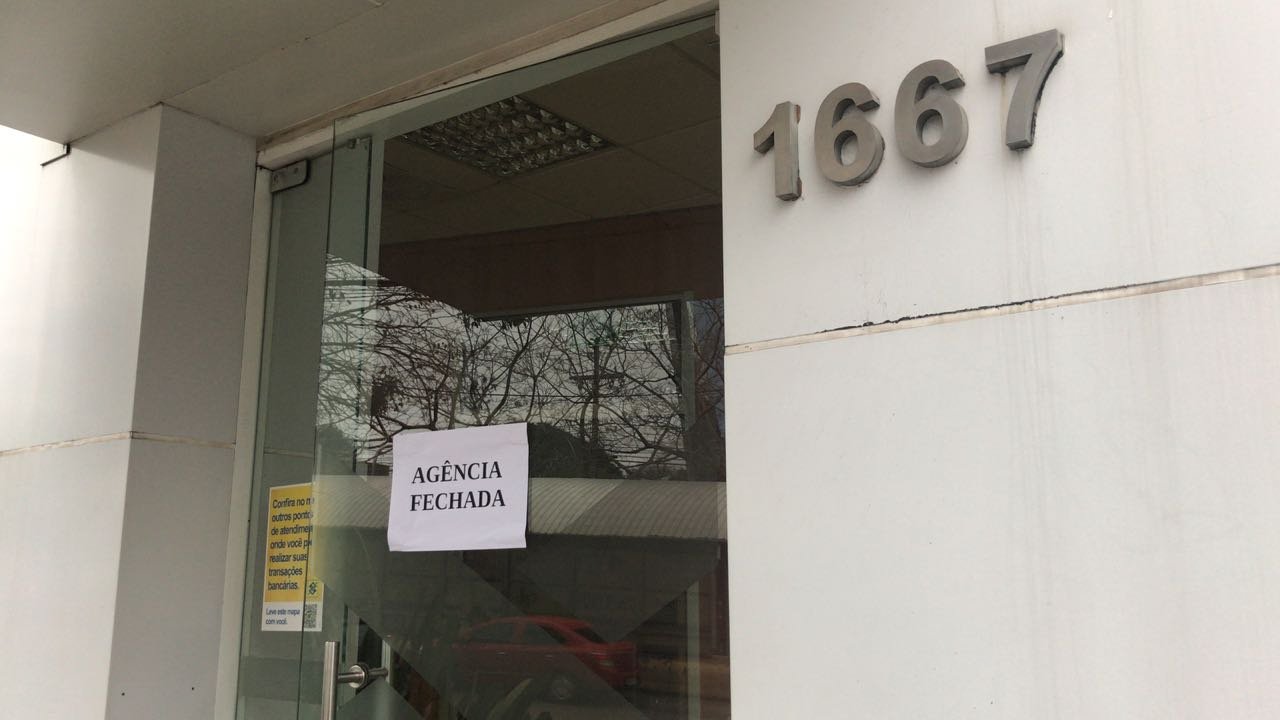 1667
AGÊNCIA
FECHADA
Confira no
outros pontos
de atendime
onde você
realizar suas
transações
bancárias.
Leve este mapa
com você.